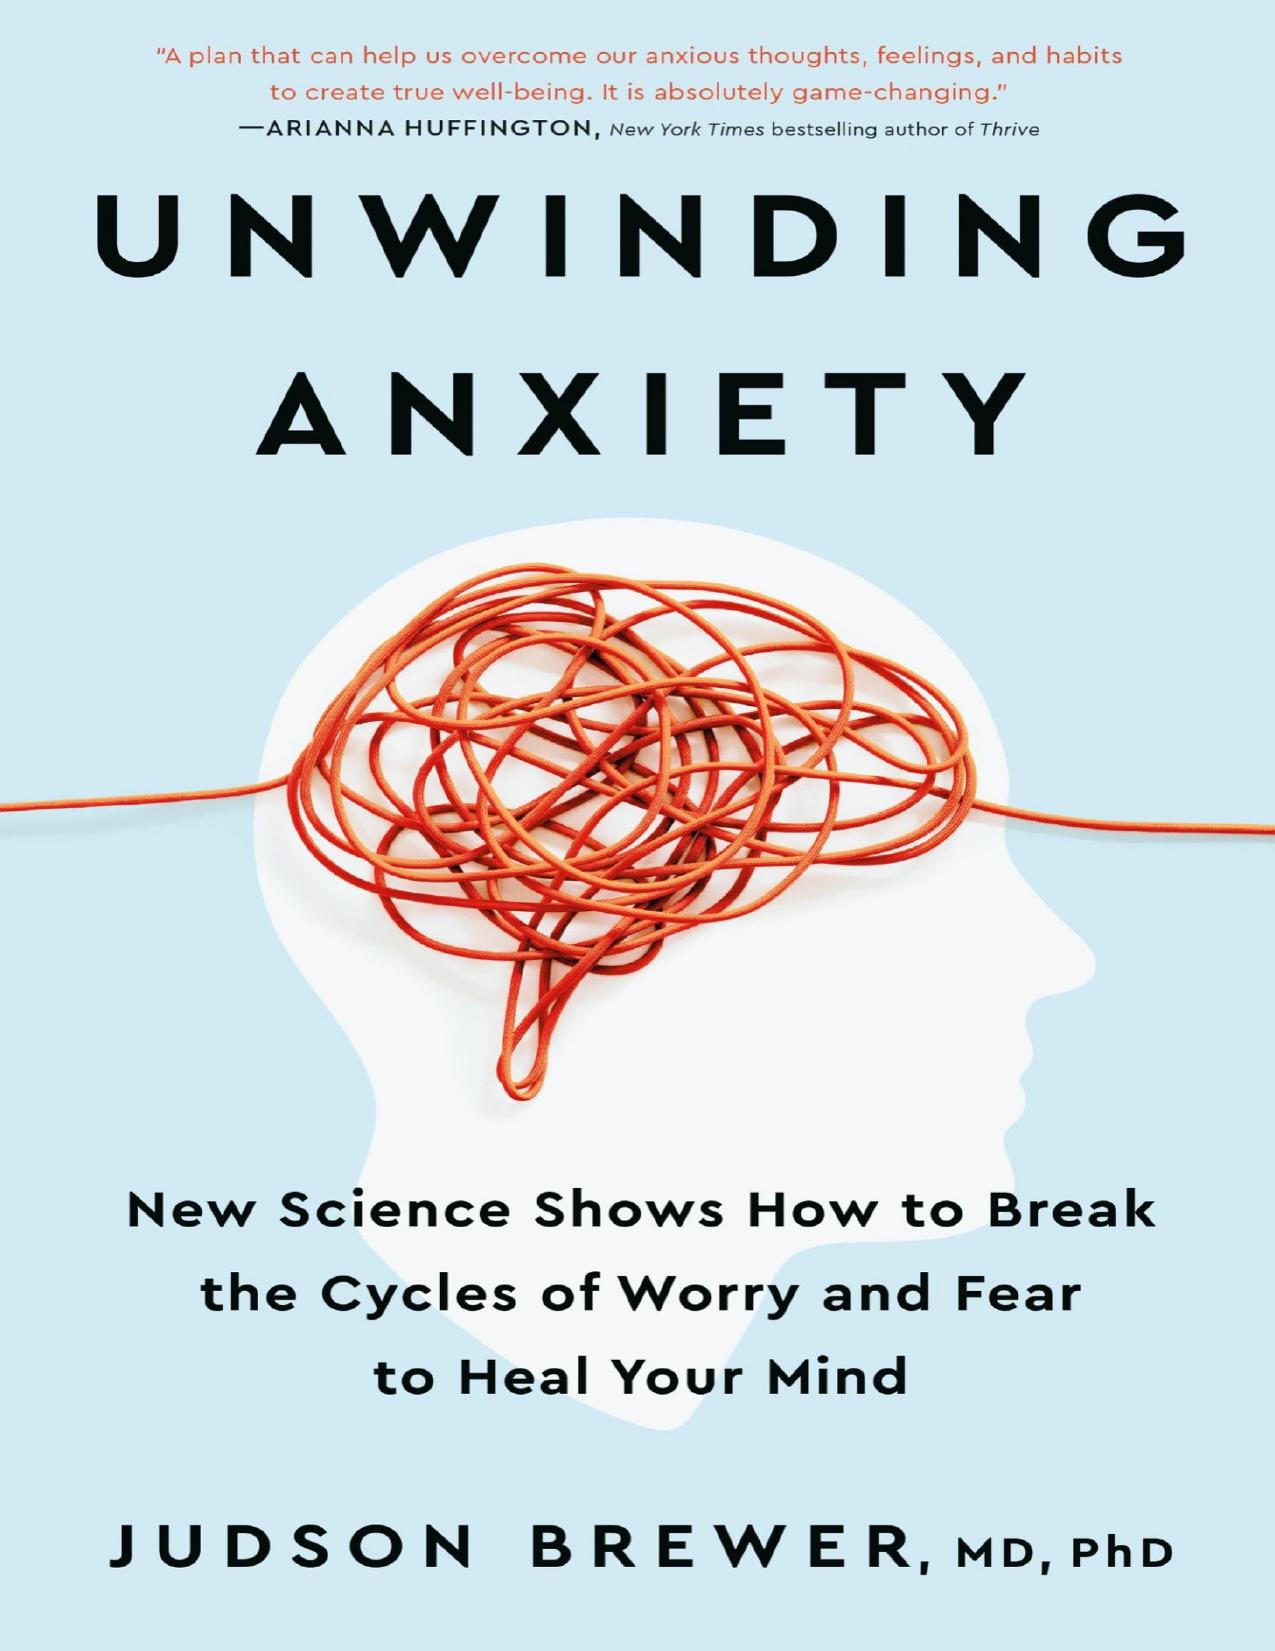 “A plan that can help us overcome our anxious thoughts, feelings, and habits
to create true well-being. It is absolutely game-changing.”
—ARIANNA HUFFINGTON, New York Times bestselling author of Thrive
UNWINDING
ANXIETY
New Science Shows How to Break
the Cycles of Worry and Fear
to Heal Your Mind
JUDSON BREWER, MD, PhD